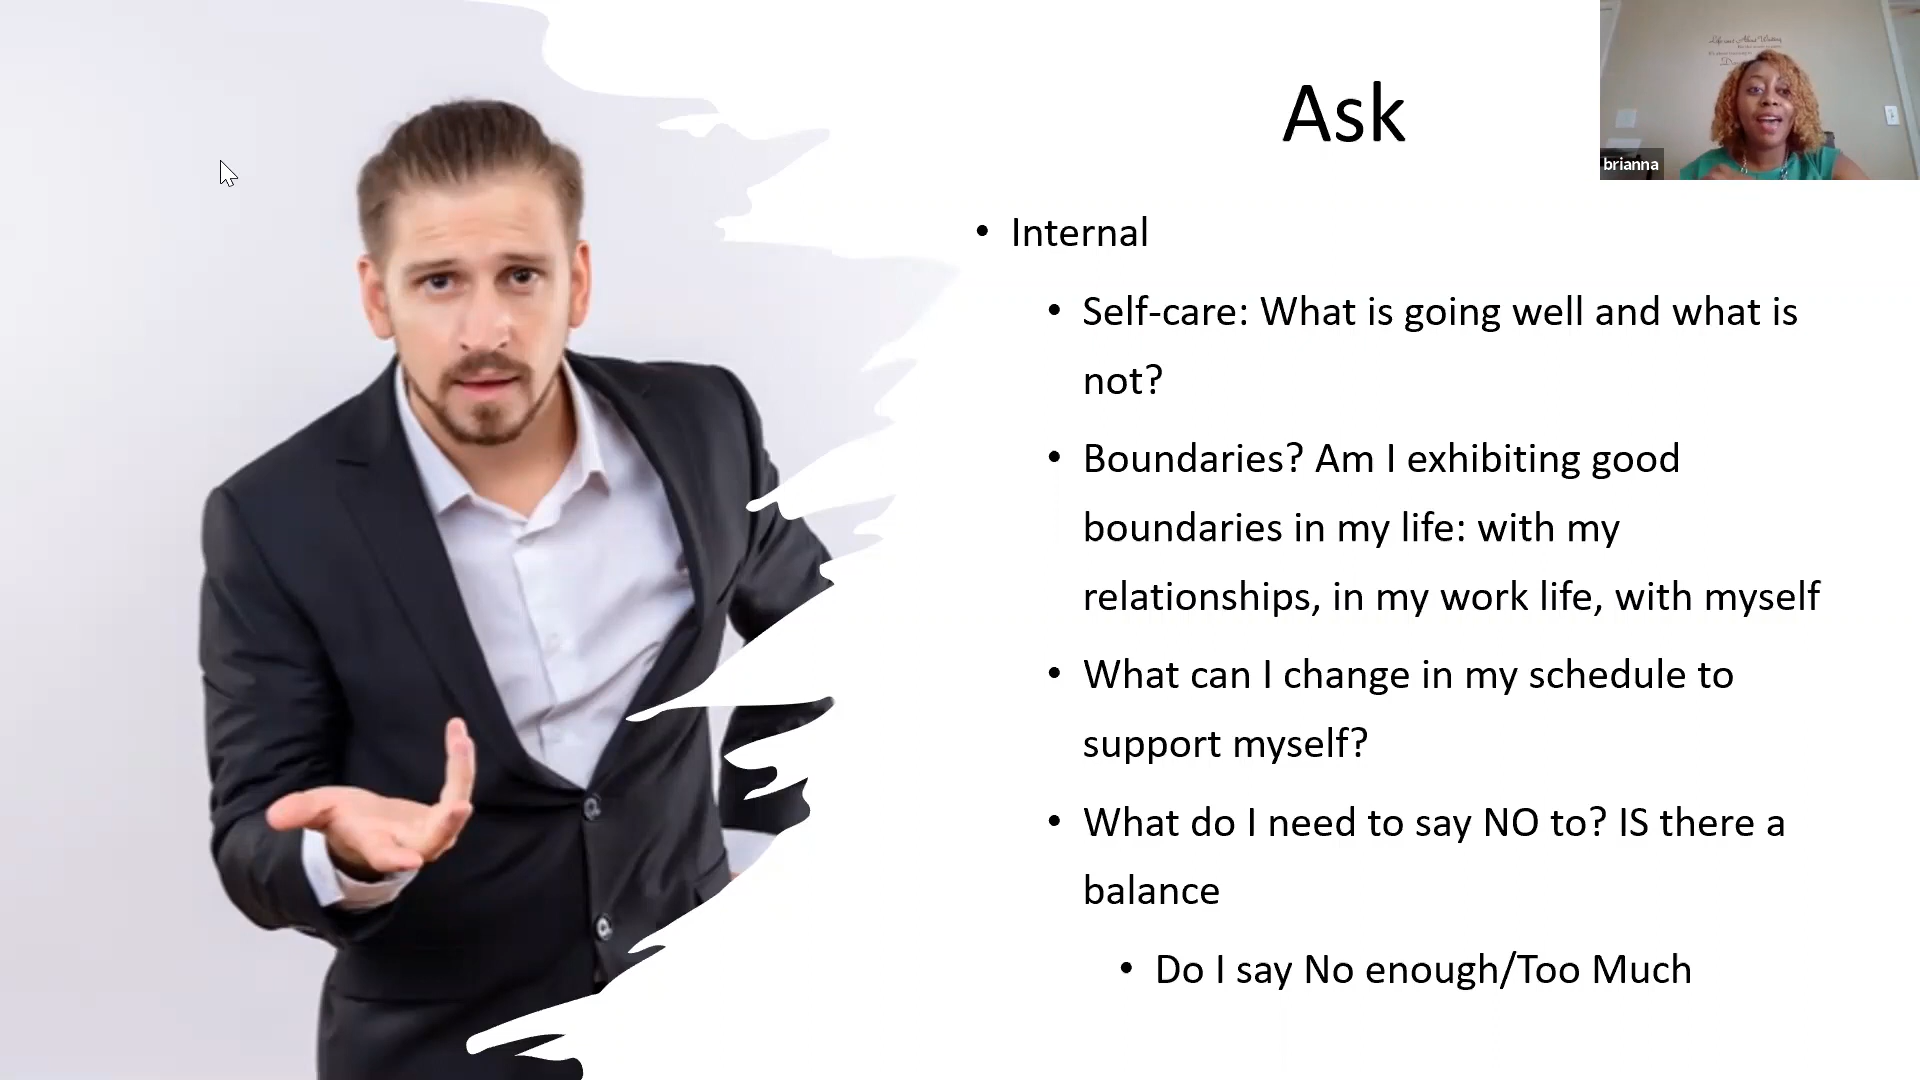 Ask
brianna
• Internal
• Self-care: What is going well and what is
not?
• Boundaries? Am I exhibiting good
boundaries in my life: with my
relationships, in my work life, with myself
• What can I change in my schedule to
support myself?
• What do I need to say NO to? IS there a
balance
• Do I say No enough/Too Much